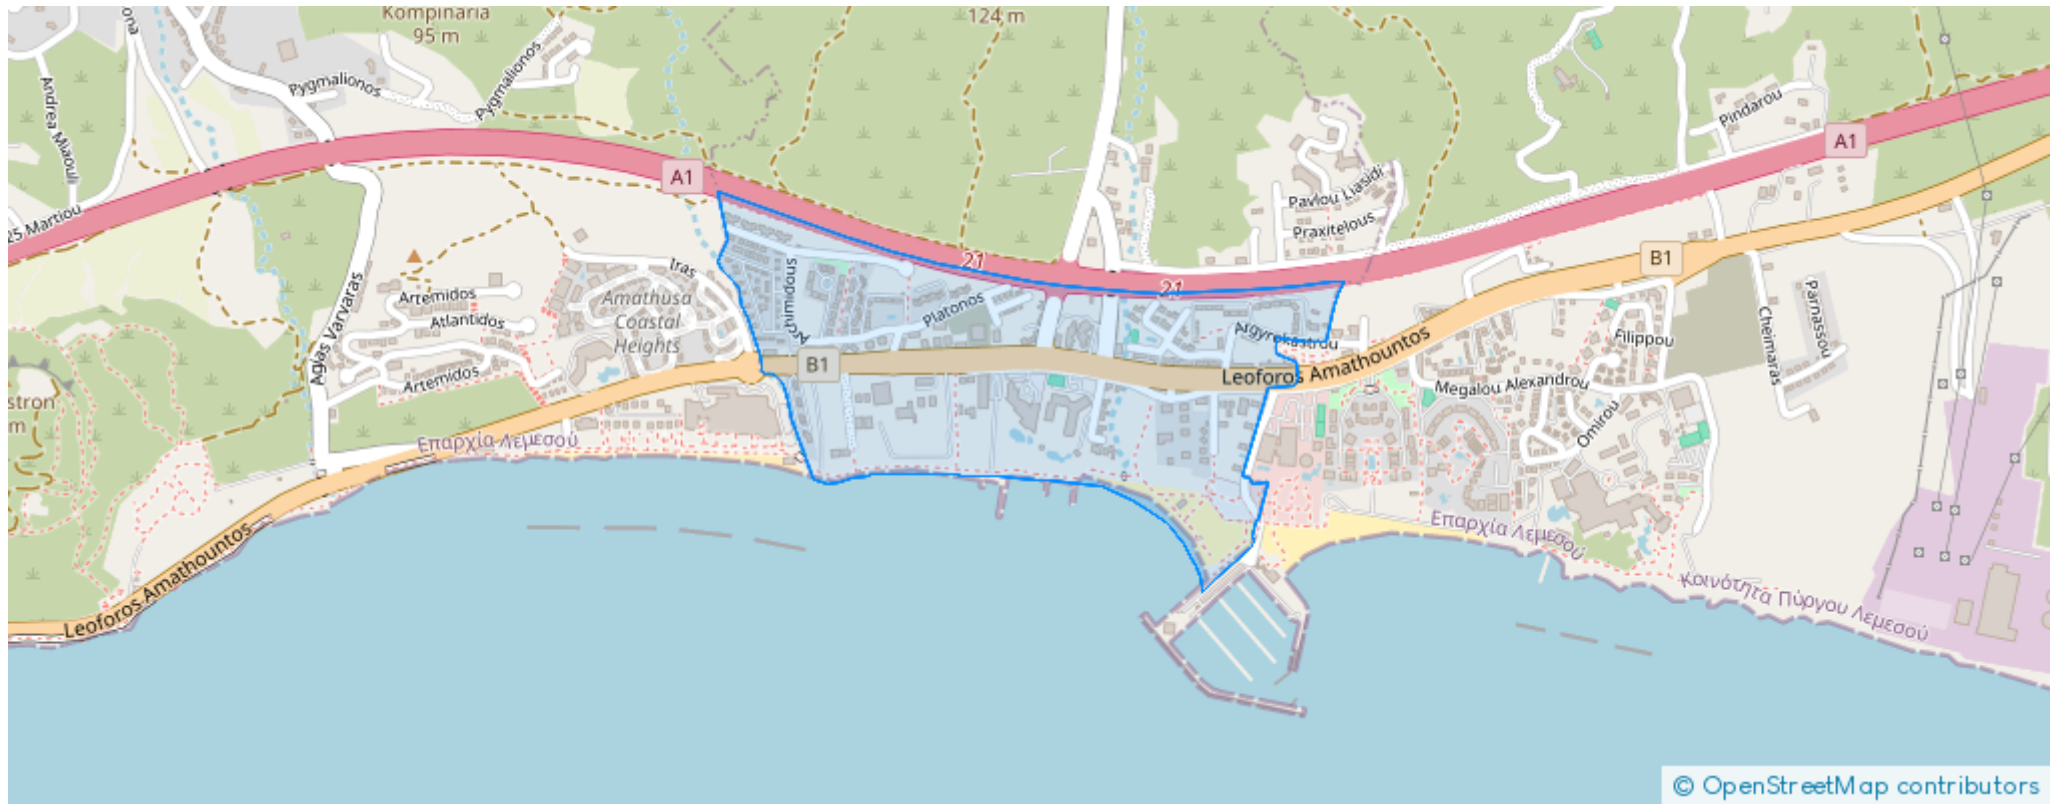 Kompinaria
95 m
124 m
ona
Pygmalionos
Pygmalionos
Andrea Miaouli
Pindarou
A1
A1
Pavlou Liasidi
Praxitelous
25 Martiou
21
21
B1
Iras
Archimidous
Artemidos
Amathusa
Coastal
Heights
Platonos
Atlantidos
Agias Varvaras
Argyrokastrou
Filippou
Cheimaras
Parnassou
B1
Leoforos Amathountos
Artemidos
Megalou Alexandrou
Omirou
stron
m
Επαρχία Λεμεσού
Επαρχία Λεμεσού
Leoforos Amathountos
Κοινότητα Πύργου Λεμεσού
© OpenStreetMap contributors